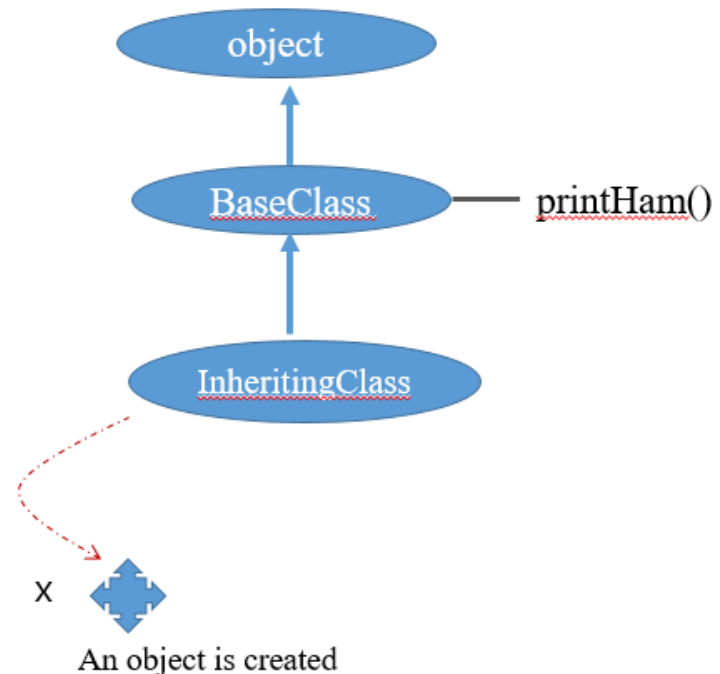 object
BaseClass
printHam()
InheritingClass
x
An object is created